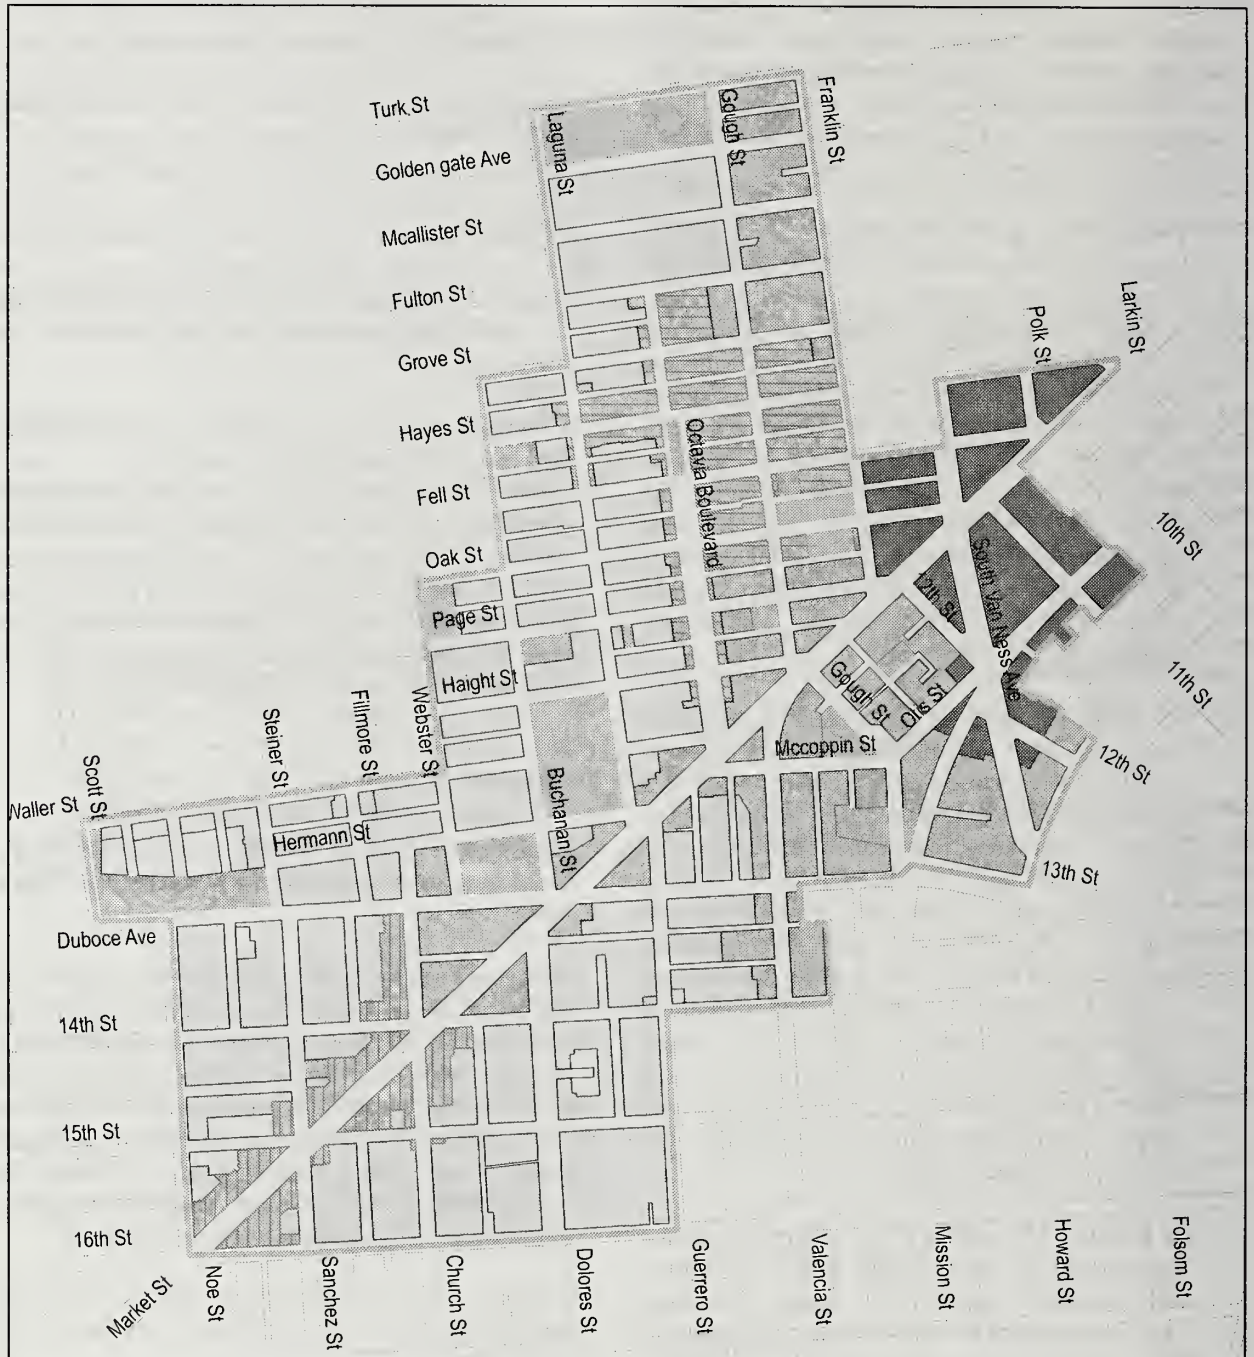 Turk St
Golden gate Ave
Mcallister St
Fulton St
Grove St
Hayes St
Fell St
Oak St
Page St
Haight St
Laguna St
Gough St
Franklin St
Octavia Boulevard
Polk St
Larkin St
10th St
11th St
12th St
13th St
South Van Ness Ave
12th St
Gough St
Otis St
Mccoppin St
Buchanan St
Webster St
Fillmore St
Steiner St
Scott St
Waller St
Hermann St
Duboce Ave
14th St
15th St
16th St
Market St
Noe St
Sanchez St
Church St
Dolores St
Guerrero St
Valencia St
Mission St
Howard St
Folsom St